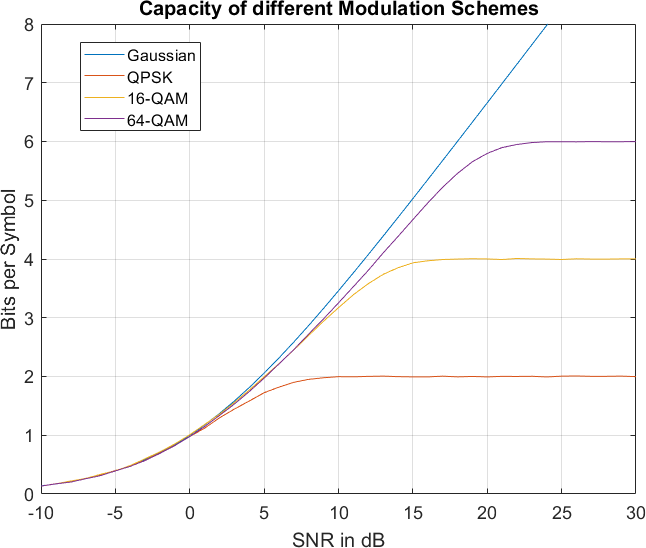 Capacity of different Modulation Schemes
Gaussian
QPSK
16-QAM
64-QAM
Bits per Symbol
8
7
6
5
4
3
2
1
0
-10 -5 0 5 10 15 20 25 30
SNR in dB